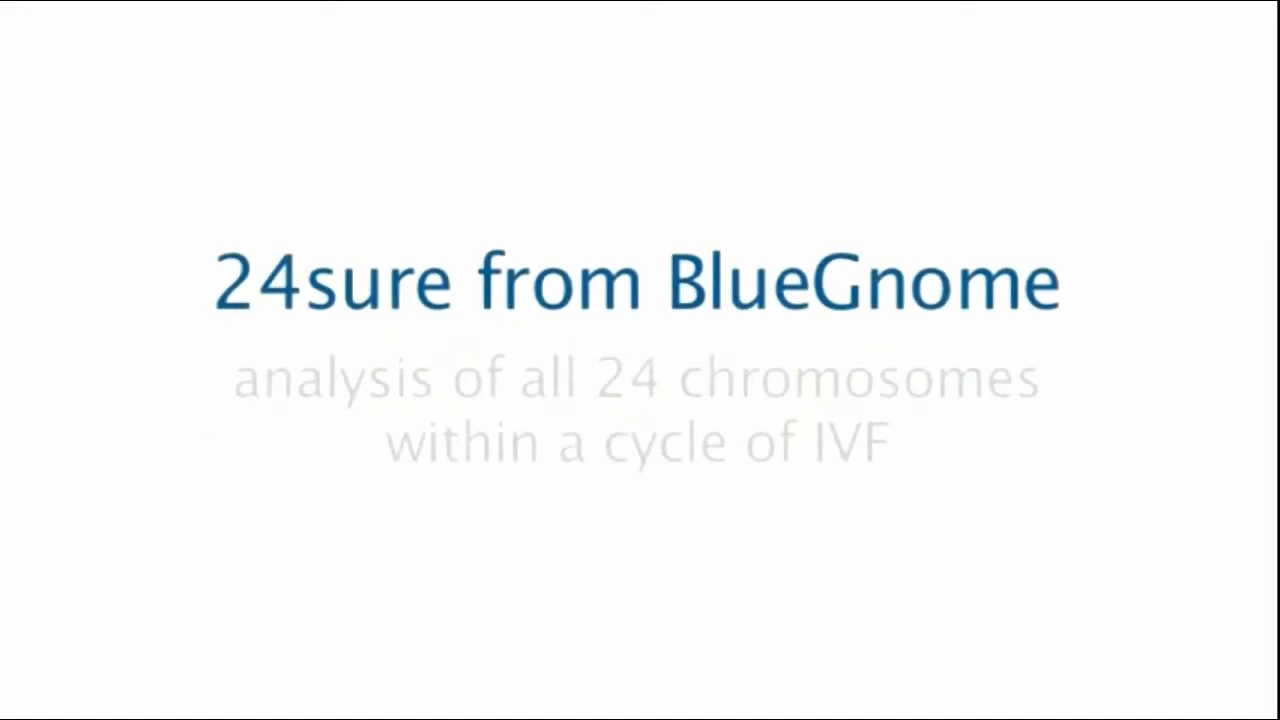 24sure from BlueGnome
analysis of all 24 chromosomes
within a cycle of IVF